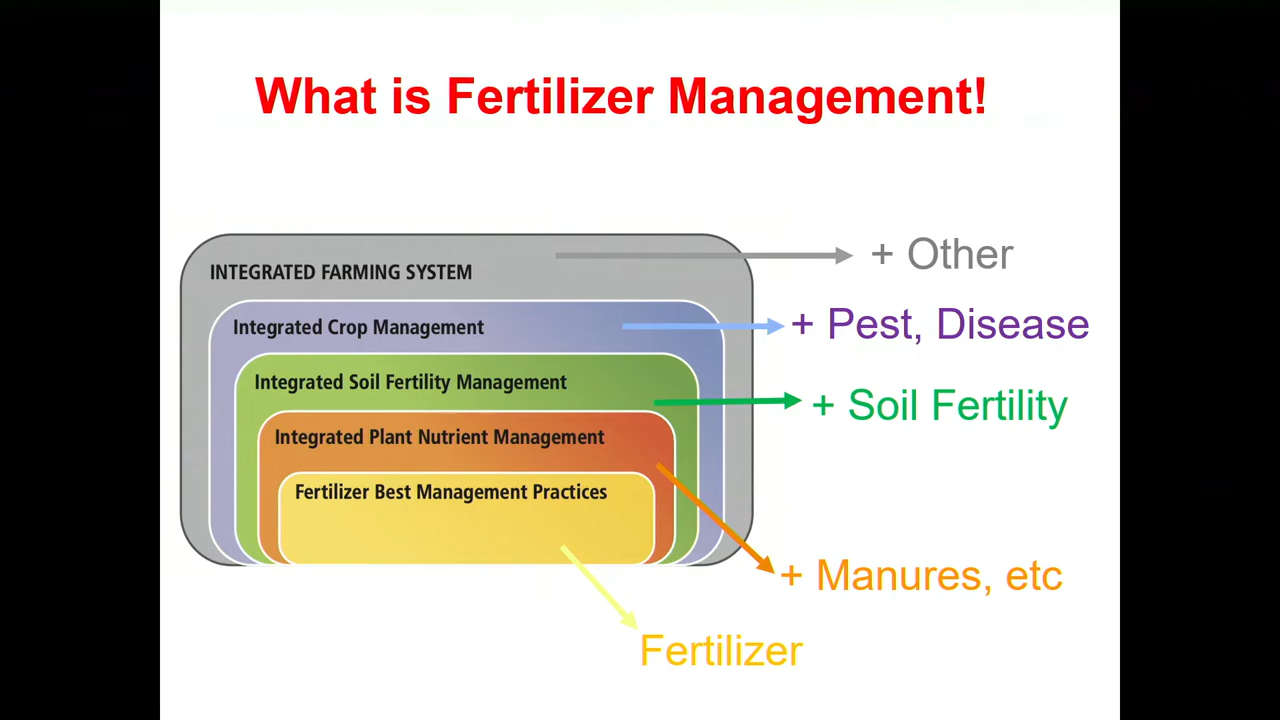 What is Fertilizer Management!
INTEGRATED FARMING SYSTEM
+ Other
Integrated Crop Management
+ Pest, Disease
Integrated Soil Fertility Management
+ Soil Fertility
Integrated Plant Nutrient Management
Fertilizer Best Management Practices
+ Manures, etc
Fertilizer